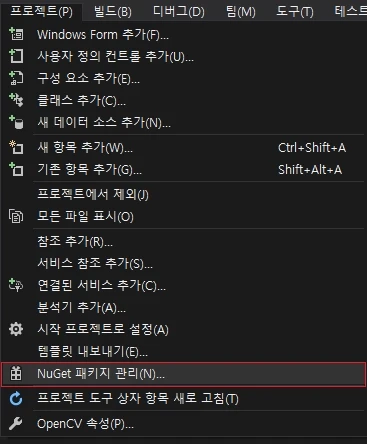 프로젝트(P) 빌드(B) 디버그(D) 팀(M) 도구(T) 테스트
Windows Form 추가(F)...
사용자 정의 컨트롤 추가(U)...
구성 요소 추가(E)...
클래스 추가(C)...
새 데이터 소스 추가(N)...
새 항목 추가(W)... Ctrl+Shift+A
기존 항목 추가(G)... Shift+Alt+A
프로젝트에서 제외(J)
모든 파일 표시(O)
참조 추가(R)...
서비스 참조 추가(S)...
연결된 서비스 추가(C)...
분석기 추가(A)...
시작 프로젝트로 설정(A)
템플릿 내보내기(E)...
NuGet 패키지 관리(N)...
프로젝트 도구 상자 항목 새로 고침(T)
OpenCV 속성(P)...